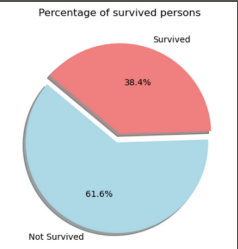 Percentage of survived persons
Survived
38.4%
61.6%
Not Survived